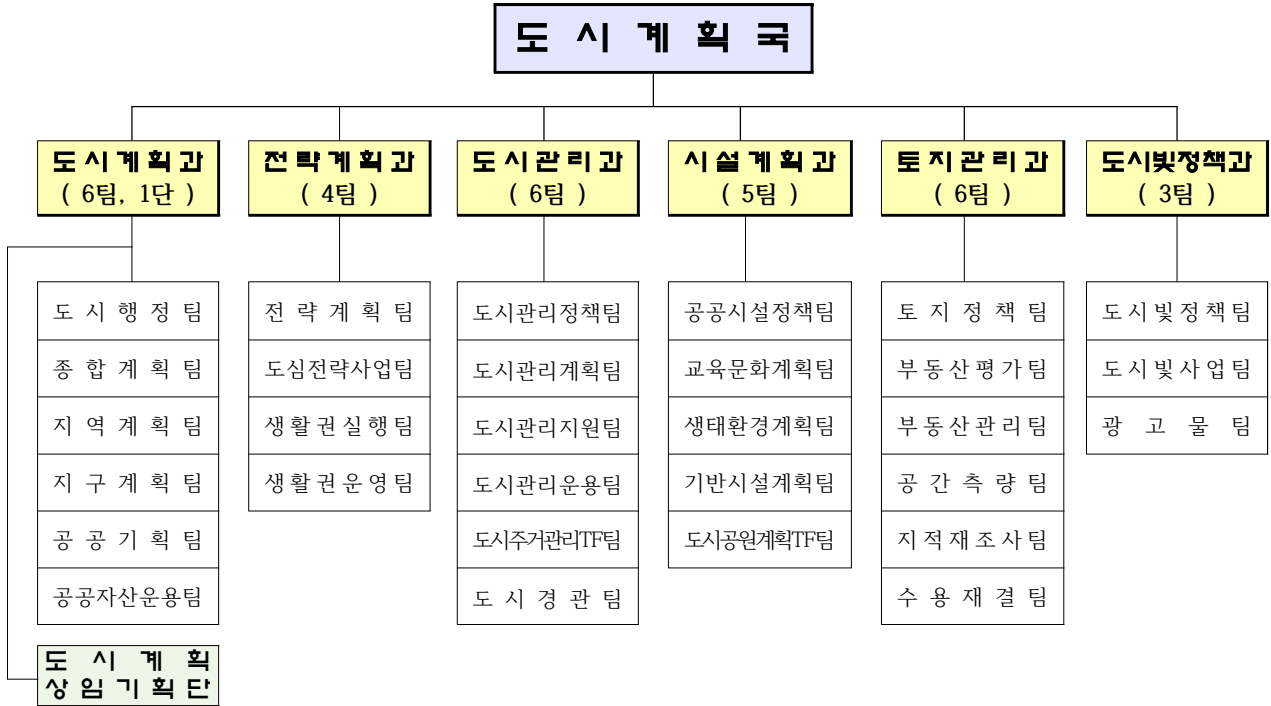 도시계획국
도시계획과
( 6팀, 1단 )
전략계획과
( 4팀 )
도시관리과
( 6팀 )
시설계획과
( 5팀 )
토지관리과
( 6팀 )
도시빛정책과
( 3팀 )
도시행정팀
종합계획팀
지역계획팀
지구계획팀
공공기획팀
공공자산운용팀
도시계획
상임기획단
전략계획팀
도심전략사업팀
생활권실행팀
생활권운영팀
도시관리정책팀
도시관리계획팀
도시관리지원팀
도시관리운용팀
도시주거관리TF팀
도시경관팀
공공시설정책팀
교육문화계획팀
생태환경계획팀
기반시설계획팀
도시공원계획TF팀
토지정책팀
부동산평가팀
부동산관리팀
공간측량팀
지적재조사팀
수용재결팀
도시빛정책팀
도시빛사업팀
광고물팀